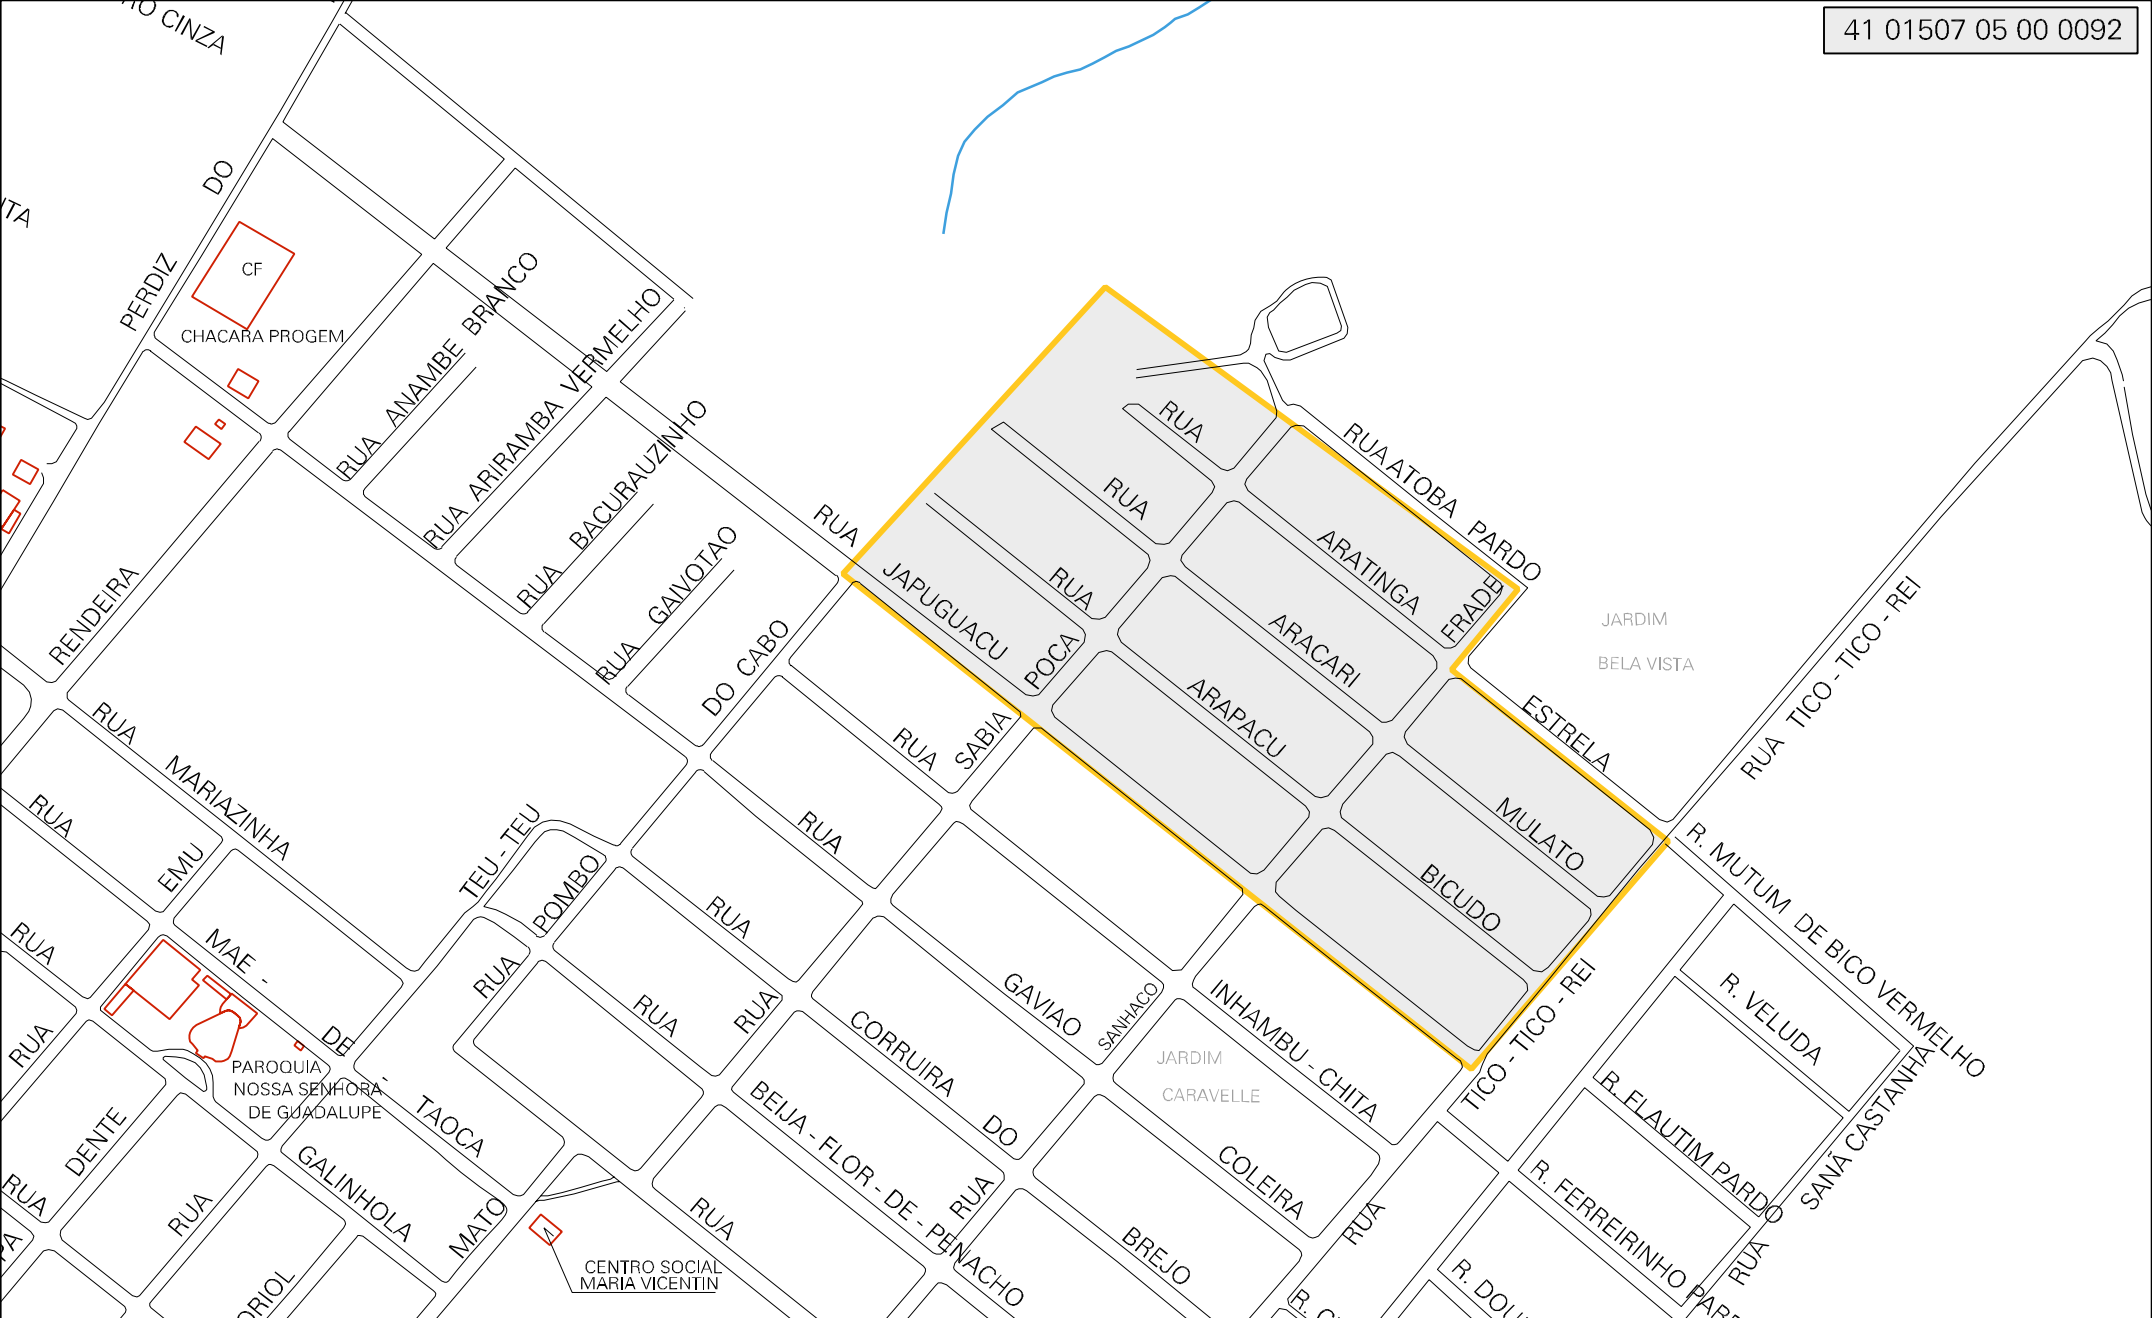 41 01507 05 00 0092
CINZA
DO
PERDIZ
CF
CHACARA PROGEM
RUA ANAMBE BRANCO
RUA ARIRAMBA VERMELHO
RUA BACURAUZINHO
RUA GAIVOTAO
RENDEIRA
RUA MARIAZINHA
RUA
EMU
RUA
MAE -
DE -
TAOCA
RUA
DENTE
RUA
RUA
GALINHOLA
MATO
PAROQUIA
NOSSA SENHORA
DE GUADALUPE
CENTRO SOCIAL
MARIA VICENTIN
TEU - TEU
POMBO
RUA
DO CABO
RUA JAPUGUACU
RUA ARATINGA
RUA ARACARI
RUA ARAPACU
RUA ATOBA PARDO
FRADE
ESTRELA
MULATO
BICUDO
POCA
SABIA
RUA
JARDIM
BELA VISTA
RUA TICO - TICO - REI
R. MUTUM DE BICO VERMELHO
R. VELUDA
R. FLAUTIM PARDO
R. FERREIRINHO
SANÃ CASTANHA
RUA
TICO - TICO - REI
RUA INHAMBU - CHITA
RUA GAVIAO
SANHACO
RUA CORRUIRA DO
BREJO
RUA BEIJA - FLOR - DE - PENACHO
RUA
RUA
COLEIRA
JARDIM
CARAVELLE
RUA
RUA